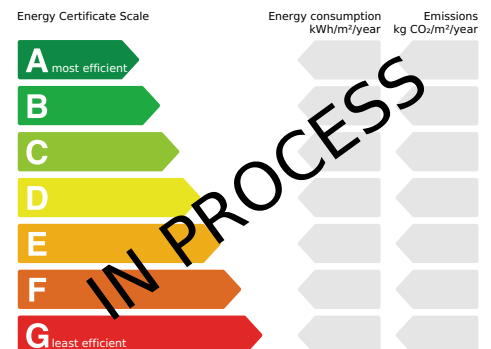 Energy Certificate Scale
Energy consumption
kWh/m²/year
Emissions
kg CO₂/m²/year
A most efficient
B
C
D
E
F
G least efficient
IN PROCESS